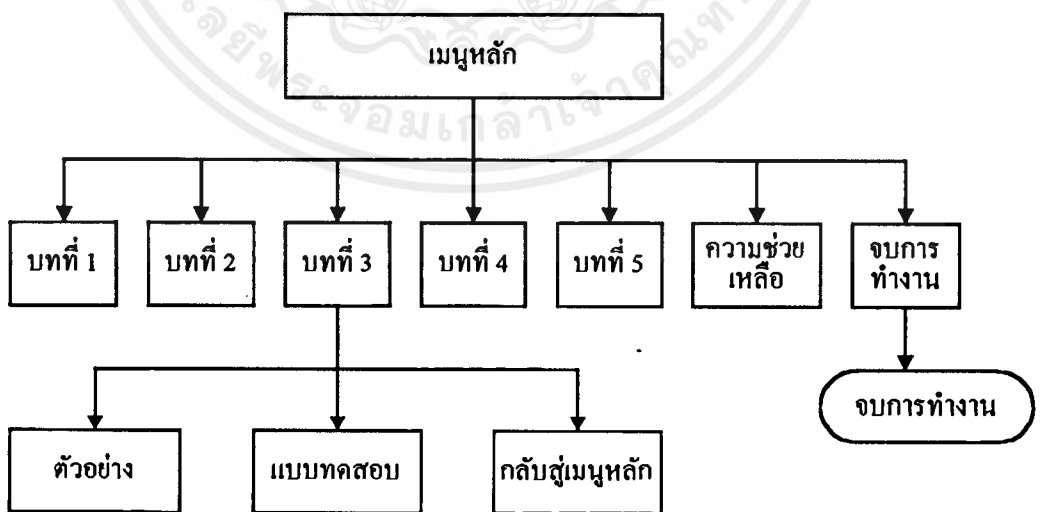 เมนูหลัก
บทที่ 1
บทที่ 2
บทที่ 3
บทที่ 4
บทที่ 5
ความช่วย
เหลือ
จบการ
ทำงาน
จบการทำงาน
ตัวอย่าง
แบบทดสอบ
กลับสู่เมนูหลัก